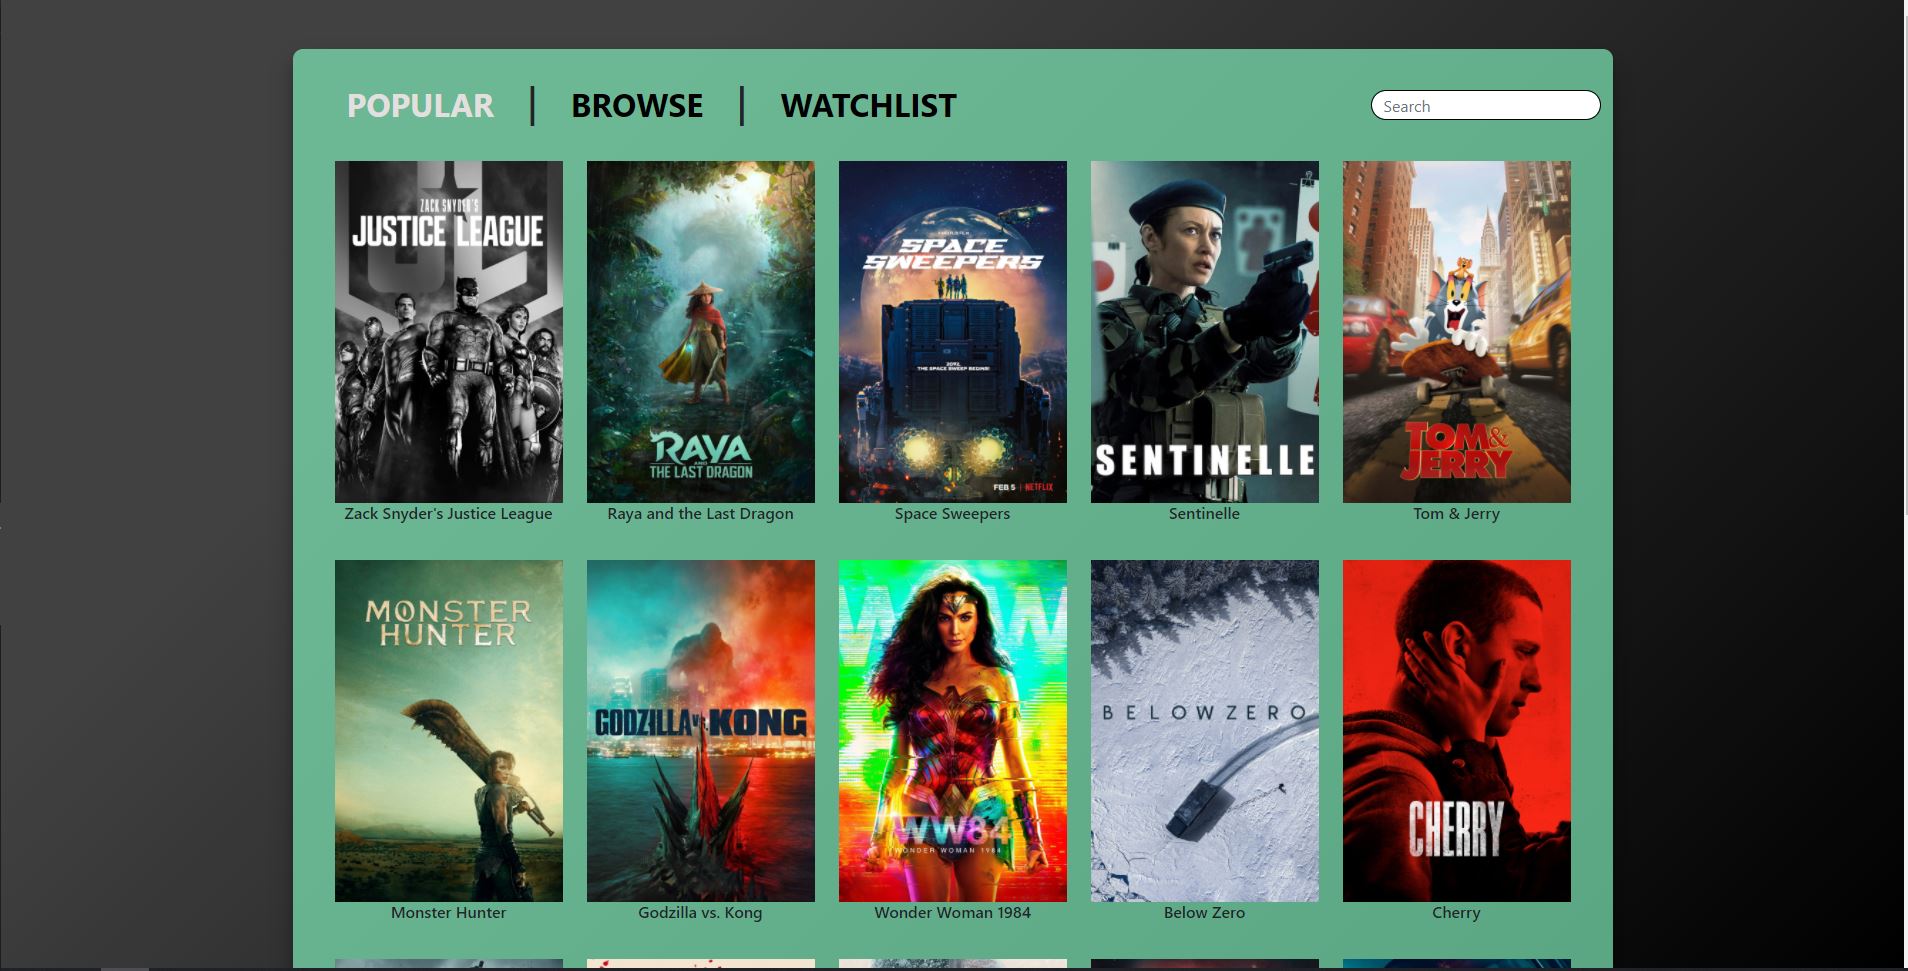 POPULAR | BROWSE | WATCHLIST
Search
ZACK SNYDER'S
JUSTICE LEAGUE
RAYA
AND
THE LAST DRAGON
SPACE
SWEEPERS
2092,
THE SPACE SWEEP BEGINS!
FEB 5 | NETFLIX
SENTINELLE
TOM &
JERRY
Zack Snyder's Justice League
Raya and the Last Dragon
Space Sweepers
Sentinelle
Tom & Jerry
MONSTER
HUNTER
GODZILLA vs. KONG
WW
WW84
WONDER WOMAN 1984
BELOW ZERO
CHERRY
Monster Hunter
Godzilla vs. Kong
Wonder Woman 1984
Below Zero
Cherry